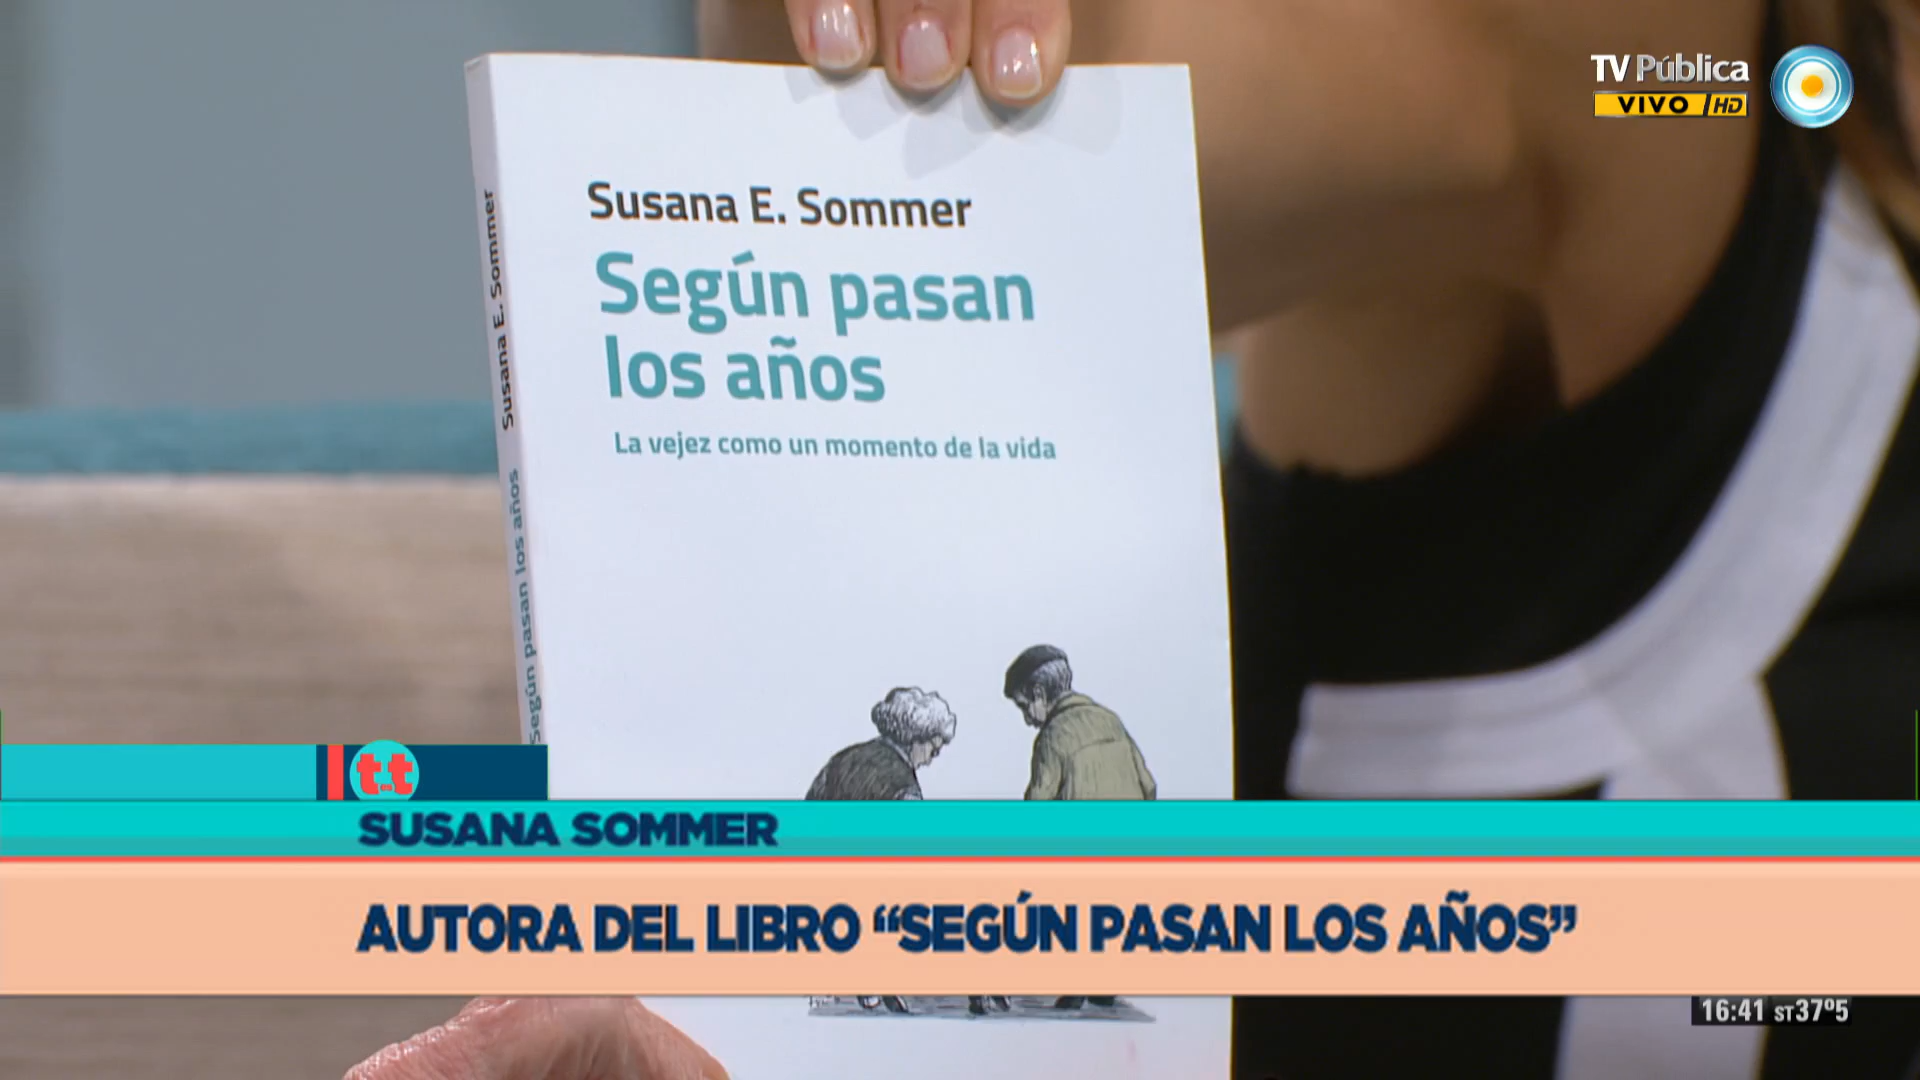 TV Pública
VIVO HD
Susana E. Sommer
Según pasan
los años
La vejez como un momento de la vida
Susana E. Sommer
Según pasan los años
t.t
SUSANA SOMMER
AUTORA DEL LIBRO “SEGÚN PASAN LOS AÑOS”
16:41 ST37º5